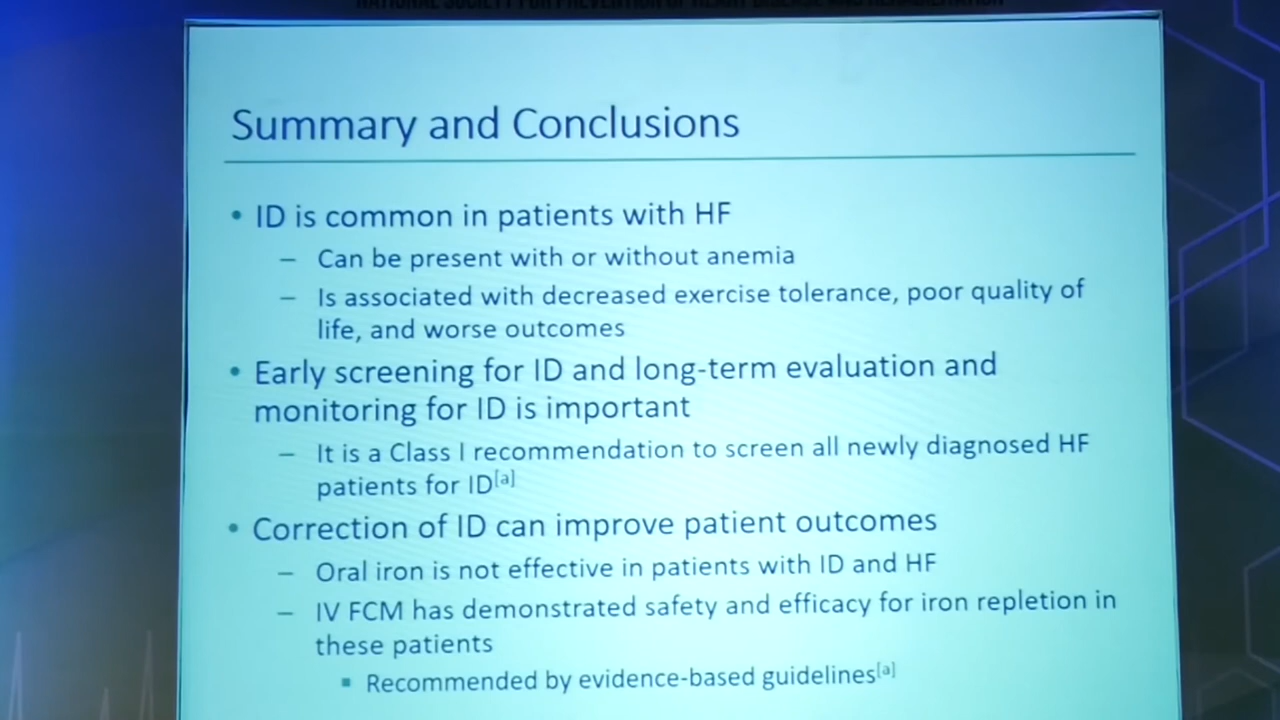 Summary and Conclusions
• ID is common in patients with HF
– Can be present with or without anemia
– Is associated with decreased exercise tolerance, poor quality of
life, and worse outcomes
• Early screening for ID and long-term evaluation and
monitoring for ID is important
– It is a Class I recommendation to screen all newly diagnosed HF
patients for ID[a]
• Correction of ID can improve patient outcomes
– Oral iron is not effective in patients with ID and HF
– IV FCM has demonstrated safety and efficacy for iron repletion in
these patients
▪ Recommended by evidence-based guidelines[a]